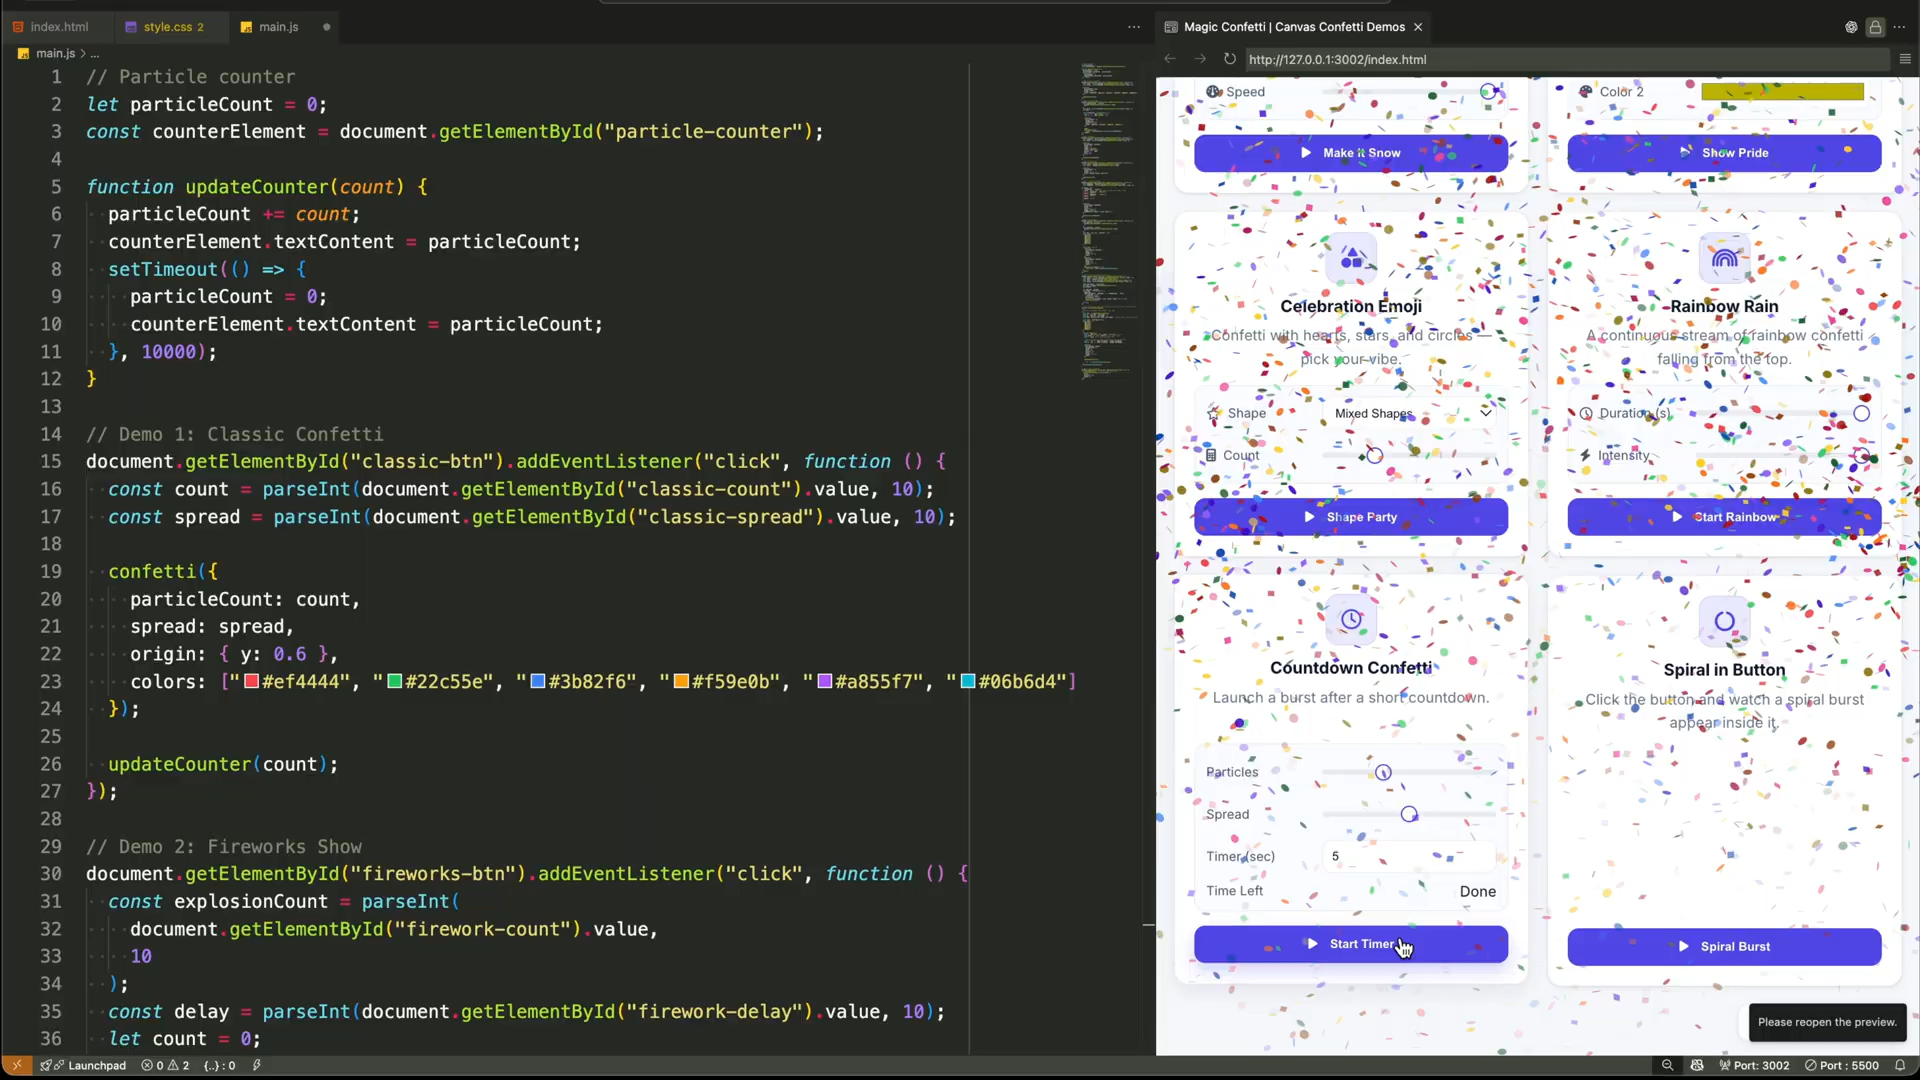 index.html
style.css 2
main.js
main.js > ...
1 // Particle counter
2 let particleCount = 0;
3 const counterElement = document.getElementById("particle-counter");
4
5 function updateCounter(count) {
6 particleCount += count;
7 counterElement.textContent = particleCount;
8 setTimeout(() => {
9 particleCount = 0;
10 counterElement.textContent = particleCount;
11 }, 10000);
12 }
13
14 // Demo 1: Classic Confetti
15 document.getElementById("classic-btn").addEventListener("click", function () {
16 const count = parseInt(document.getElementById("classic-count").value, 10);
17 const spread = parseInt(document.getElementById("classic-spread").value, 10);
18
19 confetti({
20 particleCount: count,
21 spread: spread,
22 origin: { y: 0.6 },
23 colors: ["#ef4444", "#22c55e", "#3b82f6", "#f59e0b", "#a855f7", "#06b6d4"]
24 });
25
26 updateCounter(count);
27 });
28
29 // Demo 2: Fireworks Show
30 document.getElementById("fireworks-btn").addEventListener("click", function () {
31 const explosionCount = parseInt(
32 document.getElementById("firework-count").value,
33 10
34 );
35 const delay = parseInt(document.getElementById("firework-delay").value, 10);
36 let count = 0;
Launchpad
0 2
{..} : 0
Magic Confetti | Canvas Confetti Demos
http://127.0.0.1:3002/index.html
Speed
Make it Snow
Color 2
Show Pride
Celebration Emoji
Confetti with hearts, stars, and circles —
pick your vibe.
Shape
Mixed Shapes
Count
Shape Party
Rainbow Rain
A continuous stream of rainbow confetti
falling from the top.
Duration (s)
Intensity
Start Rainbow
Countdown Confetti
Launch a burst after a short countdown.
Particles
Spread
Timer (sec)
5
Time Left
Done
Start Timer
Spiral in Button
Click the button and watch a spiral burst
appear inside it.
Spiral Burst
Please reopen the preview.
Port: 3002
Port : 5500